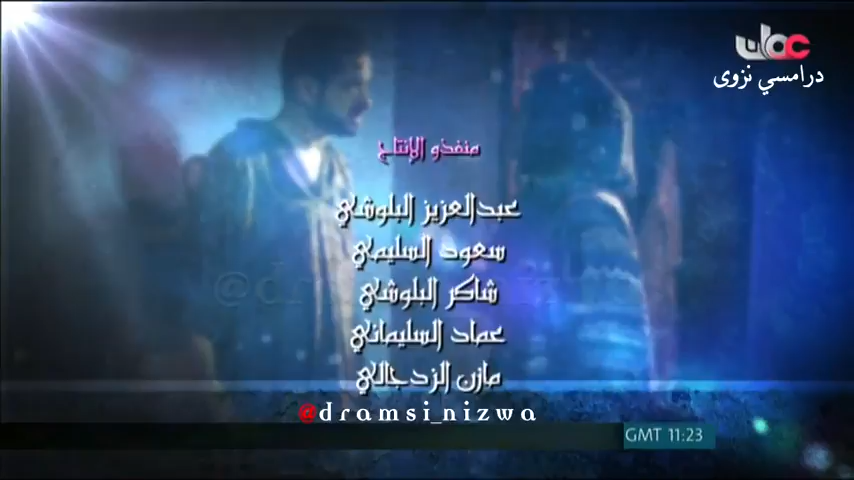 درامسي نزوى
منفذو الإنتاج
عبدالعزيز البلوشي
سعود السليمي
شاكر البلوشي
عماد السليماني
مازن الزدجالي
@dramsi_nizwa
GMT 11:23